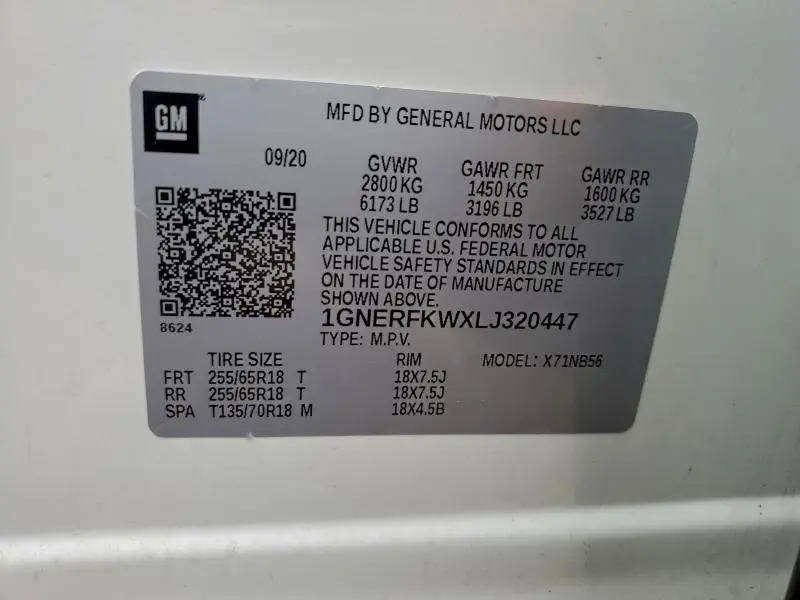 GM
MFD BY GENERAL MOTORS LLC
09/20 GVWR GAWR FRT GAWR RR
2800 KG 1450 KG 1600 KG
6173 LB 3196 LB 3527 LB
THIS VEHICLE CONFORMS TO ALL
APPLICABLE U.S. FEDERAL MOTOR
VEHICLE SAFETY STANDARDS IN EFFECT
ON THE DATE OF MANUFACTURE
SHOWN ABOVE.
8624
1GNERFKWXLJ320447
TYPE: M.P.V.
TIRE SIZE RIM MODEL: X71NB56
FRT 255/65R18 T 18X7.5J
RR 255/65R18 T 18X7.5J
SPA T135/70R18 M 18X4.5B